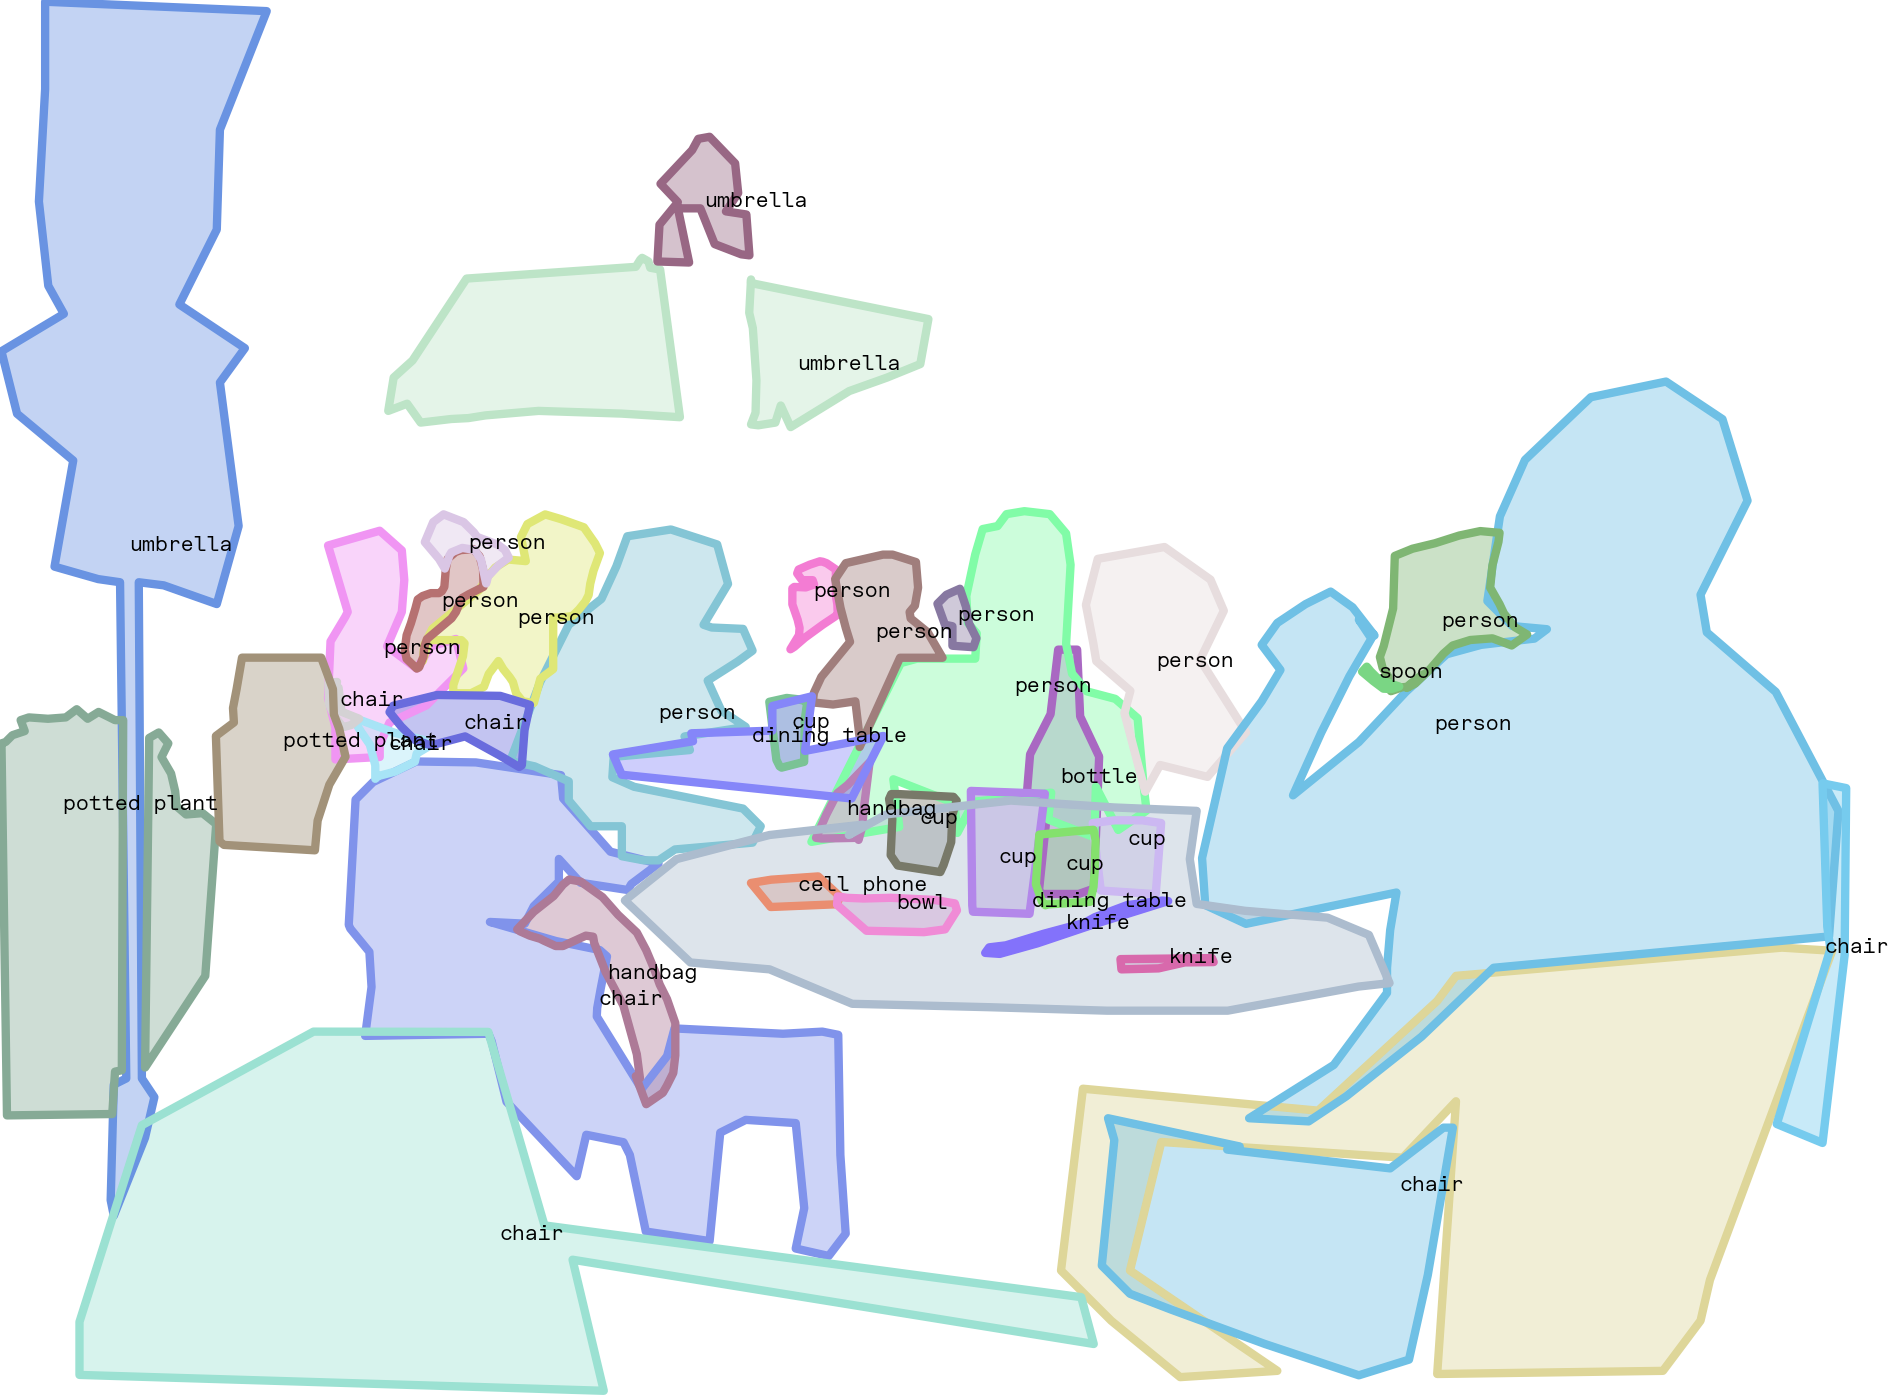 umbrella
umbrella
umbrella
umbrella
person
person
person
person
person
person
person
person
person
person
chair
spoon
person
chair
person
cup
person
dining table
potted plant
chair
bottle
potted plant
handbag
cup
cup
cup
cup
cell phone
bowl
dining table
knife
chair
knife
handbag
chair
chair
chair